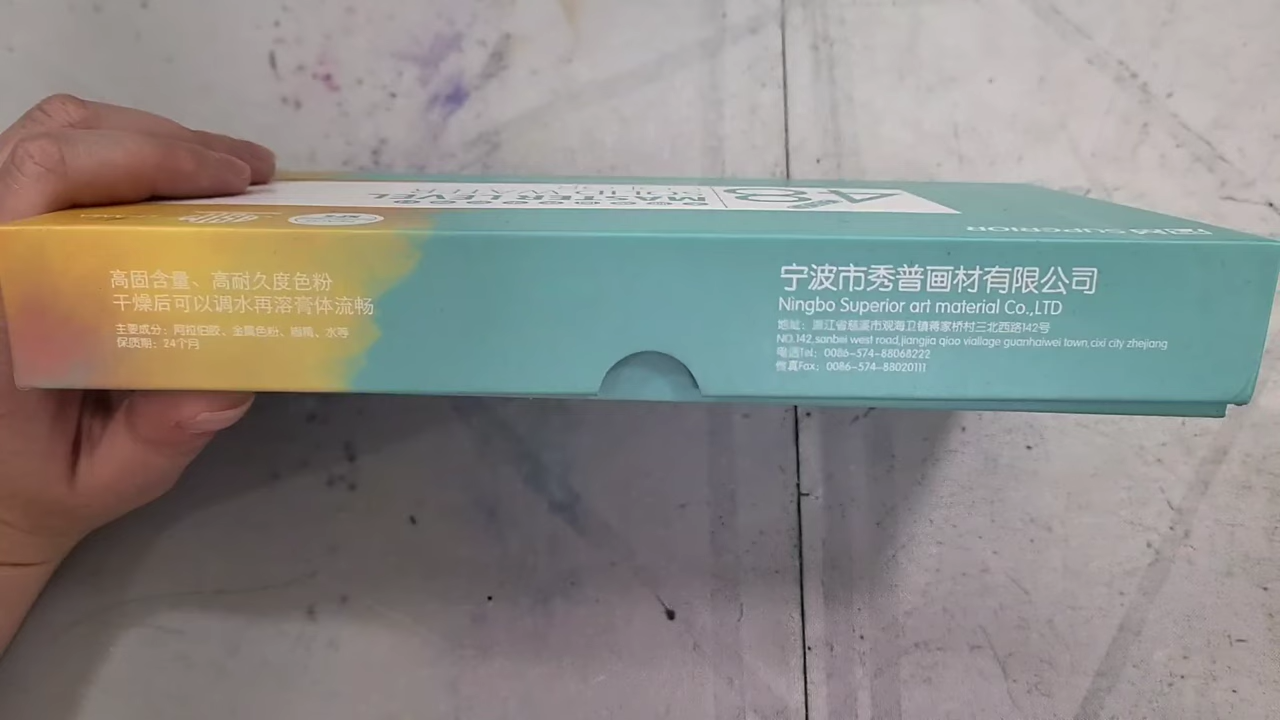 48
MASTER LEVEL
SOLID WATER
SUPERIOR
高固含量、高耐久度色粉
干燥后可以调水再溶膏体流畅
主要成分：阿拉伯胶、金属色粉、蜂蜜、水等
保质期：24个月
宁波市秀普画材有限公司
Ningbo Superior art material Co.,LTD
地址：浙江省慈溪市观海卫镇蒋家桥村三北西路142号
NO.142,sanbei west road,jiangjia qiao viallage guanhaiwei town,cixi city zhejiang
电话Tel：0086-574-88068222
传真Fax：0086-574-88020111